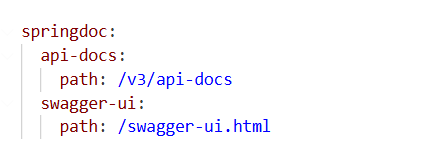 springdoc:
  api-docs:
    path: /v3/api-docs
  swagger-ui:
    path: /swagger-ui.html